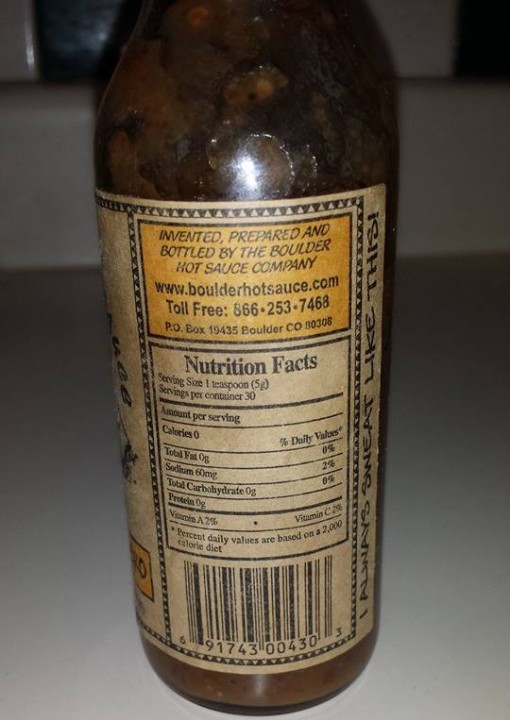 INVENTED, PREPARED AND
BOTTLED BY THE BOULDER
HOT SAUCE COMPANY
www.boulderhotsauce.com
Toll Free: 866•253•7468
P.O. Box 19435 Boulder CO 80308
Nutrition Facts
Serving Size 1 teaspoon (5g)
Servings per container 30
Amount per serving
Calories 0
% Daily Values*
Total Fat 0g 0%
Sodium 60mg 2%
Total Carbohydrate 0g 0%
Protein 0g
Vitamin A 2% • Vitamin C 2%
* Percent daily values are based on a 2,000
calorie diet
6 91743 00430 3
I ALWAYS SWEAT LIKE THIS!